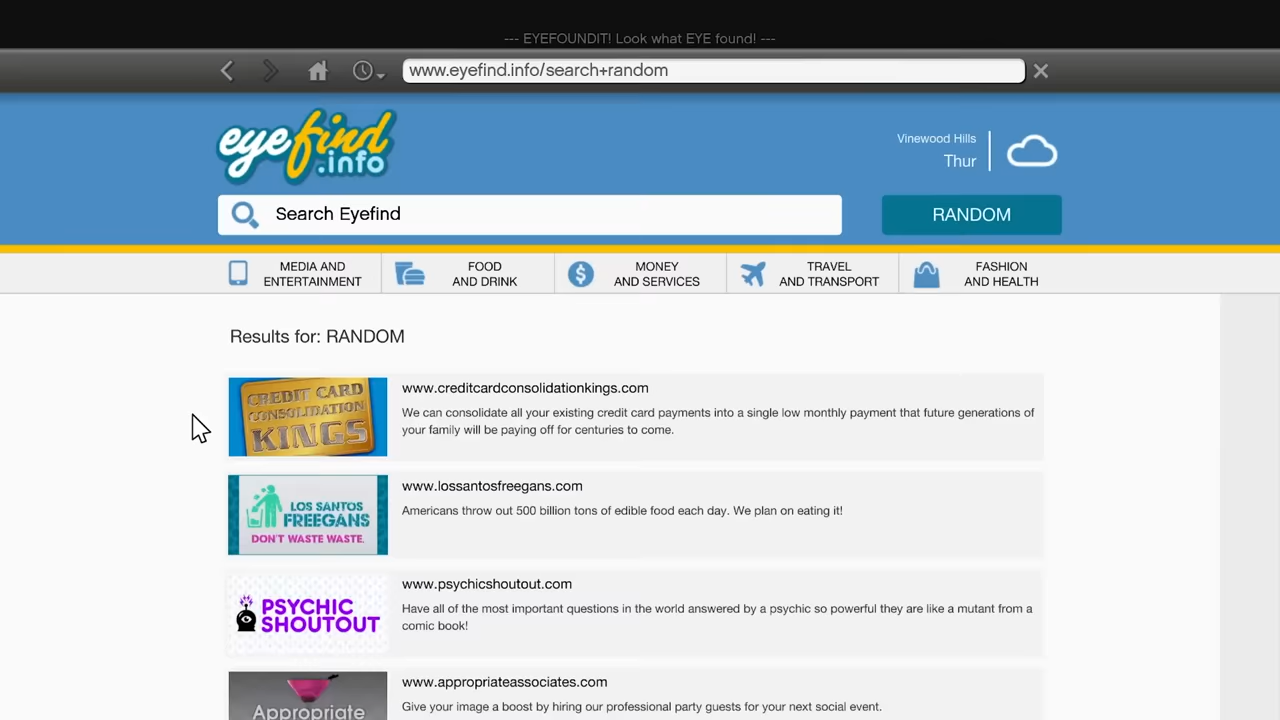 --- EYEFOUNDIT! Look what EYE found! ---
www.eyefind.info/search+random
eyefind
.info
Vinewood Hills
Thur
Search Eyefind
RANDOM
MEDIA AND
ENTERTAINMENT
FOOD
AND DRINK
MONEY
AND SERVICES
TRAVEL
AND TRANSPORT
FASHION
AND HEALTH
Results for: RANDOM
CREDIT CARD
CONSOLIDATION
KINGS
www.creditcardconsolidationkings.com
We can consolidate all your existing credit card payments into a single low monthly payment that future generations of
your family will be paying off for centuries to come.
LOS SANTOS
FREEGANS
DON'T WASTE WASTE.
www.lossantosfreegans.com
Americans throw out 500 billion tons of edible food each day. We plan on eating it!
PSYCHIC
SHOUTOUT
www.psychicshoutout.com
Have all of the most important questions in the world answered by a psychic so powerful they are like a mutant from a
comic book!
Appropriate
www.appropriateassociates.com
Give your image a boost by hiring our professional party guests for your next social event.